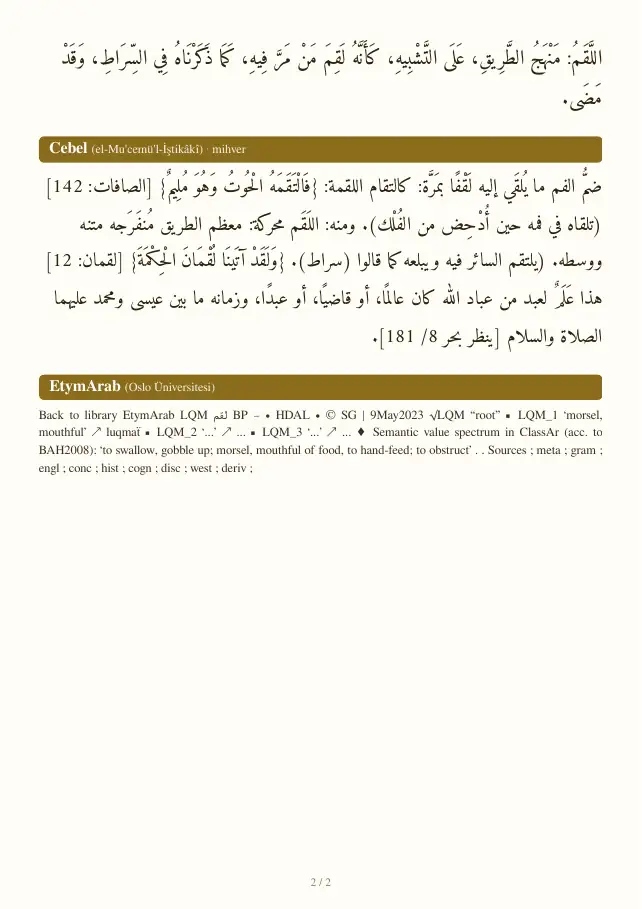 اللَّقَمُ: مَنْهَجُ الطَّرِيقِ، عَلَى التَّشْبِيهِ، كَأَنَّهُ لَقِمَ مَنْ مَرَّ فِيهِ، كَمَا ذَكَرْنَاهُ فِي السِّرَاطِ، وَقَدْ
مَضَى.
Cebel (el-Mu'cemü'l-İştikâkî) · mihver
ضمُّ الفم ما يُلقَي إليه لَقْفًا بمَرَّة: كالتقام اللقمة: {فَالْتَقَمَهُ الْحُوتُ وَهُوَ مُلِيمٌ} [الصافات: 142]
(تلقاه في فمه حين أُدْحِض من الفُلْك). ومنه: اللَقَم محركة: معظم الطريق مُنفَرَجه متنه
ووسطه. (يلتقم السائر فيه ويبلعه كما قالوا (سراط). {وَلَقَدْ آتَيْنَا لُقْمَانَ الْحِكْمَةَ} [لقمان: 12]
هذا عَلَمٌ لعبد من عباد الله كان عالمًا، أو قاضيًا، أو عبدًا، وزمانه ما بين عيسى ومحمد عليهما
الصلاة والسلام [ينظر بحر 8/ 181].
EtymArab (Oslo Üniversitesi)
Back to library EtymArab LQM لقم BP – • HDAL • © SG | 9May2023 √LQM “root” ▪ LQM_1 ‘morsel,
mouthful’ ↗ luqmaẗ ▪ LQM_2 ‘...’ ↗ ... ▪ LQM_3 ‘...’ ↗ ... ♦ Semantic value spectrum in ClassAr (acc. to
BAH2008): ‘to swallow, gobble up; morsel, mouthful of food, to hand-feed; to obstruct’ . . Sources ; meta ; gram ;
engl ; conc ; hist ; cogn ; disc ; west ; deriv ;
2 / 2